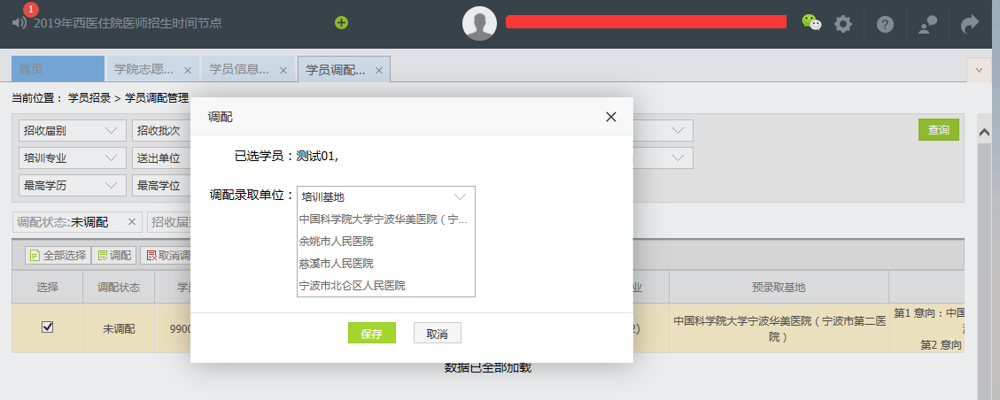 1
2019年西医住院医师招生时间节点
首页
学院志愿...
学员信息...
学员调配...
当前位置： 学员招录 > 学员调配管理
调配
招收届别
招收批次
查询
已选学员：测试01,
培训专业
送出单位
最高学历
最高学位
调配录取单位：
培训基地
中国科学院大学宁波华美医院（宁...
余姚市人民医院
慈溪市人民医院
宁波市北仑区人民医院
调配状态:未调配
招收届
全部选择
调配
取消调
选择
调配状态
学
业
预录取基地
未调配
9900
2)
中国科学院大学宁波华美医院（宁波市第二医
院）
第1 意向：中国
第2 意向
保存
取消
数据已全部加载